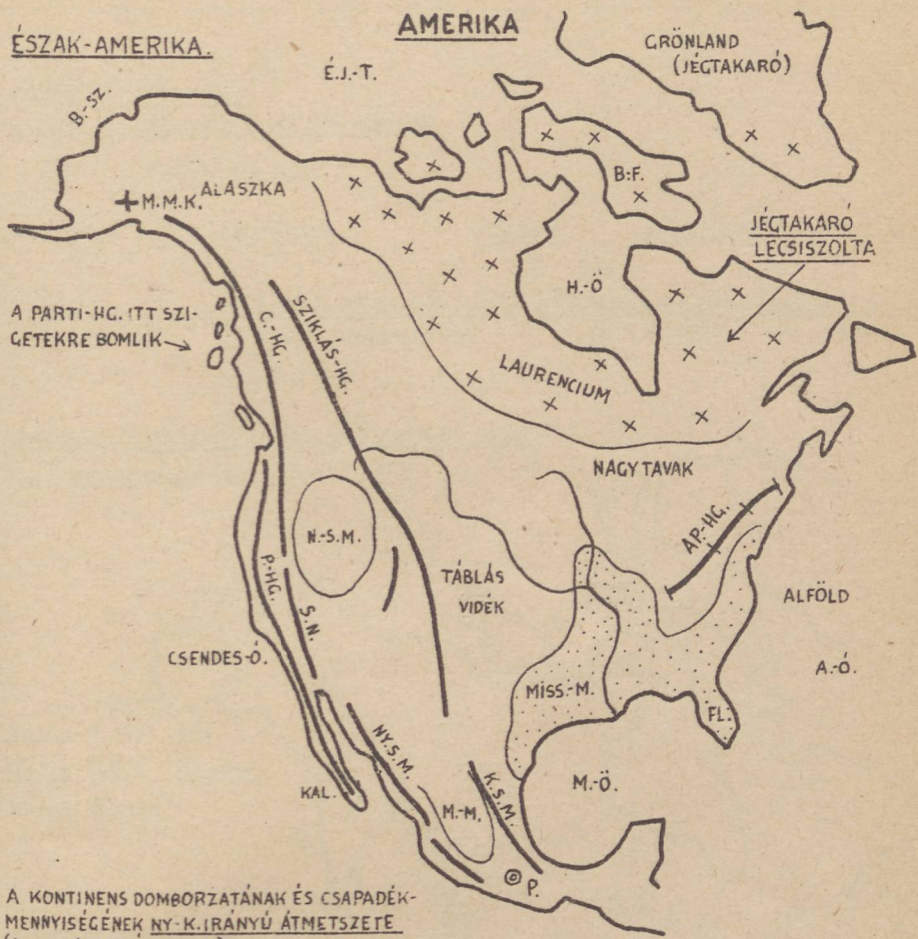 AMERIKA
ÉSZAK-AMERIKA.
GRÖNLAND
(JÉGTAKARÓ)
É.J.-T.
B.-SZ.
B.-F.
ALASZKA
M.M.K.
JÉGTAKARÓ
LECSISZOLTA
H.-Ö
A PARTI-HG. ITT SZI-
GETEKRE BOMLIK
C.-HG.
SZIKLÁS-HG.
LAURENCIUM
NAGY TAVAK
AP.-HG.
N.-S.M.
P.-HG.
S.N.
TÁBLÁS
VIDÉK
ALFÖLD
CSENDES-Ó.
A.-Ó.
MISS.-M.
FL.
NY.S.M.
K.S.M.
M.-Ö.
KAL.
M.-M.
P.
A KONTINENS DOMBORZATÁNAK ÉS CSAPADÉK-
MENNYISÉGÉNEK NY-K. IRÁNYÚ ÁTMETSZETE